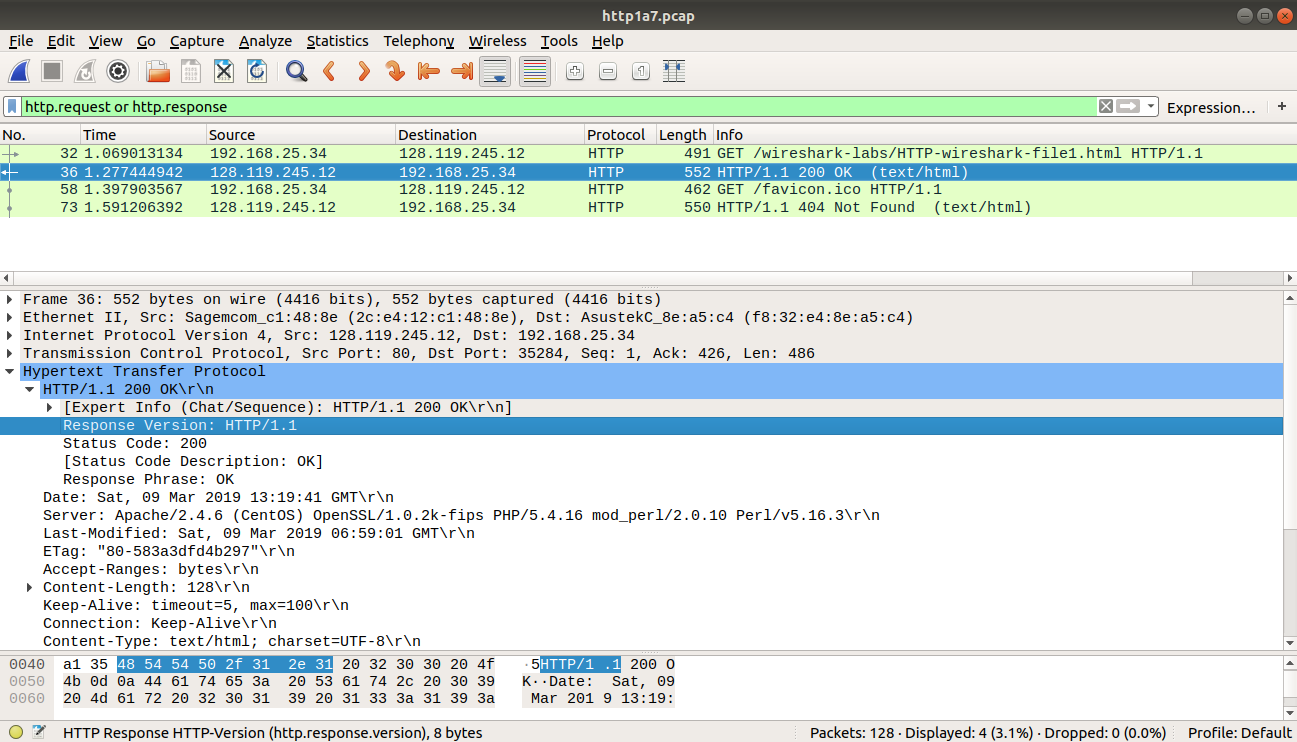 http1a7.pcap
File Edit View Go Capture Analyze Statistics Telephony Wireless Tools Help
http.request or http.response Expression… +
No. Time Source Destination Protocol Length Info
32 1.069013134 192.168.25.34 128.119.245.12 HTTP 491 GET /wireshark-labs/HTTP-wireshark-file1.html HTTP/1.1
36 1.277444942 128.119.245.12 192.168.25.34 HTTP 552 HTTP/1.1 200 OK (text/html)
58 1.397903567 192.168.25.34 128.119.245.12 HTTP 462 GET /favicon.ico HTTP/1.1
73 1.591206392 128.119.245.12 192.168.25.34 HTTP 550 HTTP/1.1 404 Not Found (text/html)
Frame 36: 552 bytes on wire (4416 bits), 552 bytes captured (4416 bits)
Ethernet II, Src: Sagemcom_c1:48:8e (2c:e4:12:c1:48:8e), Dst: AsustekC_8e:a5:c4 (f8:32:e4:8e:a5:c4)
Internet Protocol Version 4, Src: 128.119.245.12, Dst: 192.168.25.34
Transmission Control Protocol, Src Port: 80, Dst Port: 35284, Seq: 1, Ack: 426, Len: 486
Hypertext Transfer Protocol
HTTP/1.1 200 OK\r\n
[Expert Info (Chat/Sequence): HTTP/1.1 200 OK\r\n]
Response Version: HTTP/1.1
Status Code: 200
[Status Code Description: OK]
Response Phrase: OK
Date: Sat, 09 Mar 2019 13:19:41 GMT\r\n
Server: Apache/2.4.6 (CentOS) OpenSSL/1.0.2k-fips PHP/5.4.16 mod_perl/2.0.10 Perl/v5.16.3\r\n
Last-Modified: Sat, 09 Mar 2019 06:59:01 GMT\r\n
ETag: "80-583a3dfd4b297"\r\n
Accept-Ranges: bytes\r\n
Content-Length: 128\r\n
Keep-Alive: timeout=5, max=100\r\n
Connection: Keep-Alive\r\n
Content-Type: text/html; charset=UTF-8\r\n
0040 a1 35 48 54 54 50 2f 31 2e 31 20 32 30 30 20 4f ·5HTTP/1 .1 200 O
0050 4b 0d 0a 44 61 74 65 3a 20 53 61 74 2c 20 30 39 K··Date: Sat, 09
0060 20 4d 61 72 20 32 30 31 39 20 31 33 3a 31 39 3a Mar 201 9 13:19:
HTTP Response HTTP-Version (http.response.version), 8 bytes Packets: 128 · Displayed: 4 (3.1%) · Dropped: 0 (0.0%) Profile: Default